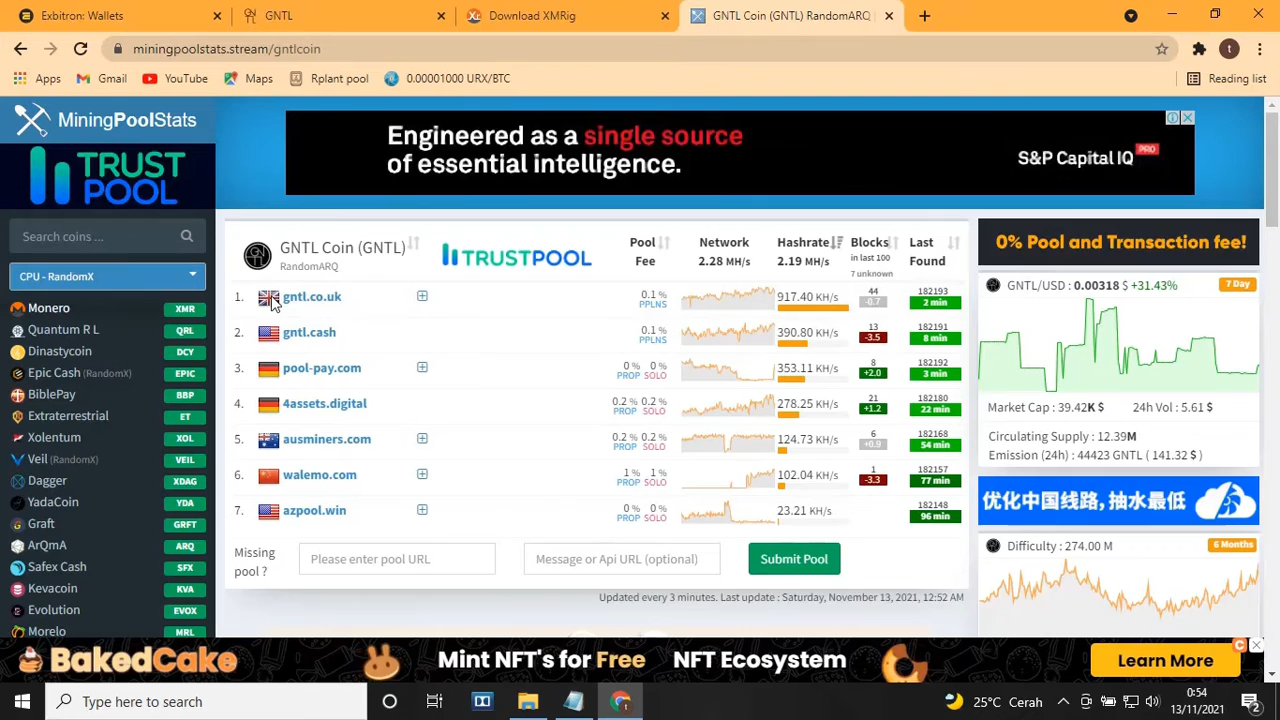 Exbitron: Wallets
GNTL
Download XMRig
GNTL Coin (GNTL) RandomARQ
miningpoolstats.stream/gntlcoin
t
Apps
Gmail
YouTube
Maps
Rplant pool
0.00001000 URX/BTC
Reading list
MiningPoolStats
TRUST
POOL
Search coins ...
CPU - RandomX
Monero XMR
Quantum R L QRL
Dinastycoin DCY
Epic Cash (RandomX) EPIC
BiblePay BBP
Extraterrestrial ET
Xolentum XOL
Veil (RandomX) VEIL
Dagger XDAG
YadaCoin YDA
Graft GRFT
ArQmA ARQ
Safex Cash SFX
Kevacoin KVA
Evolution EVOX
Morelo MRL
Engineered as a single source
of essential intelligence.
S&P Capital IQ PRO
GNTL Coin (GNTL)
RandomARQ
TRUSTPOOL
Pool
Fee
Network
2.28 MH/s
Hashrate
2.19 MH/s
Blocks
in last 100
7 unknown
Last
Found
1. gntl.co.uk 0.1 % PPLNS 917.40 KH/s 44 -0.7 182193 2 min
2. gntl.cash 0.1 % PPLNS 390.80 KH/s 13 -3.5 182191 8 min
3. pool-pay.com 0 % 0 % PROP SOLO 353.11 KH/s 8 +2.0 182192 3 min
4. 4assets.digital 0.2 % 0.2 % PROP SOLO 278.25 KH/s 21 +1.2 182180 22 min
5. ausminers.com 0.2 % 0.2 % PROP SOLO 124.73 KH/s 6 +0.9 182168 54 min
6. walemo.com 1 % 1 % PROP SOLO 102.04 KH/s 1 -3.3 182157 77 min
7. azpool.win 0 % 0 % PROP SOLO 23.21 KH/s 182148 96 min
Missing
pool ?
Please enter pool URL
Message or Api URL (optional)
Submit Pool
Updated every 3 minutes. Last update : Saturday, November 13, 2021, 12:52 AM
0% Pool and Transaction fee!
GNTL/USD : 0.00318 $ +31.43% 7 Day
Market Cap : 39.42K $ 24h Vol : 5.61 $
Circulating Supply : 12.39M
Emission (24h) : 44423 GNTL ( 141.32 $ )
优化中国线路，抽水最低
Difficulty : 274.00 M 6 Months
BakedCake
Mint NFT's for Free
NFT Ecosystem
Learn More
C
Type here to search
25°C Cerah
0:54
13/11/2021
2